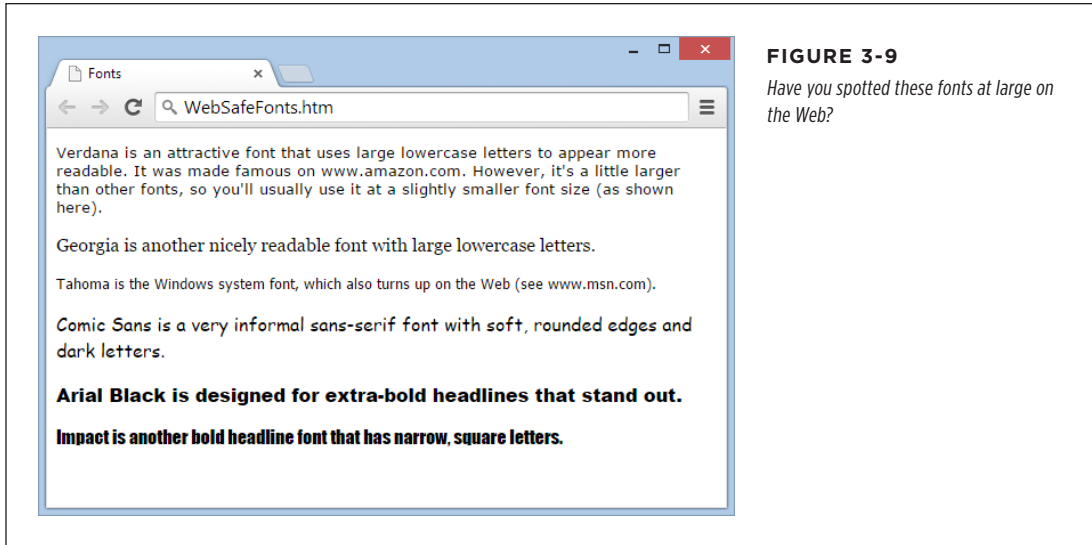 Fonts
WebSafeFonts.htm
Verdana is an attractive font that uses large lowercase letters to appear more
readable. It was made famous on www.amazon.com. However, it's a little larger
than other fonts, so you'll usually use it at a slightly smaller font size (as shown
here).
Georgia is another nicely readable font with large lowercase letters.
Tahoma is the Windows system font, which also turns up on the Web (see www.msn.com).
Comic Sans is a very informal sans-serif font with soft, rounded edges and
dark letters.
Arial Black is designed for extra-bold headlines that stand out.
Impact is another bold headline font that has narrow, square letters.
FIGURE 3-9
Have you spotted these fonts at large on
the Web?